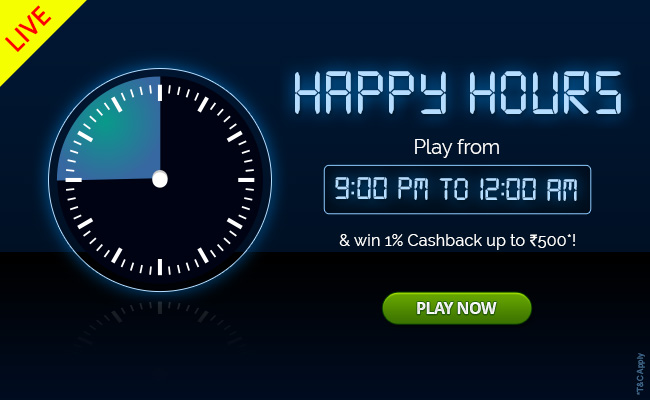 LIVE
HAPPY HOURS
Play from
9:00 PM TO 12:00 AM
& win 1% Cashback up to ₹500*!
PLAY NOW
*T&C Apply